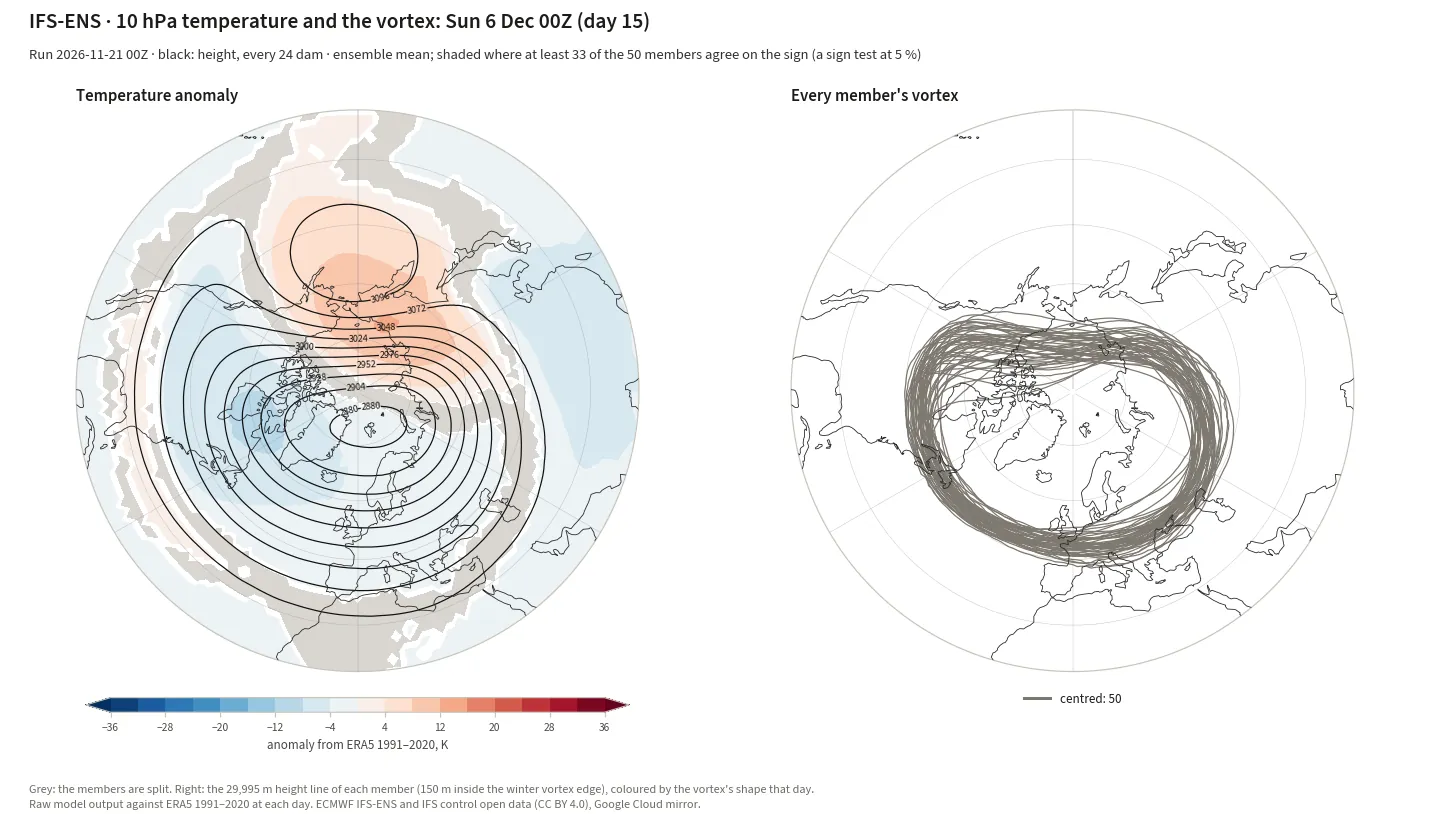 IFS-ENS · 10 hPa temperature and the vortex: Sun 6 Dec 00Z (day 15)
Run 2026-11-21 00Z · black: height, every 24 dam · ensemble mean; shaded where at least 33 of the 50 members agree on the sign (a sign test at 5 %)
Temperature anomaly
Every member's vortex
3096
3072
3048
3024
3000
2976
2952
2904
2880
2880
centred: 50
−36 −28 −20 −12 −4 4 12 20 28 36
anomaly from ERA5 1991–2020, K
Grey: the members are split. Right: the 29,995 m height line of each member (150 m inside the winter vortex edge), coloured by the vortex's shape that day.
Raw model output against ERA5 1991–2020 at each day. ECMWF IFS-ENS and IFS control open data (CC BY 4.0), Google Cloud mirror.